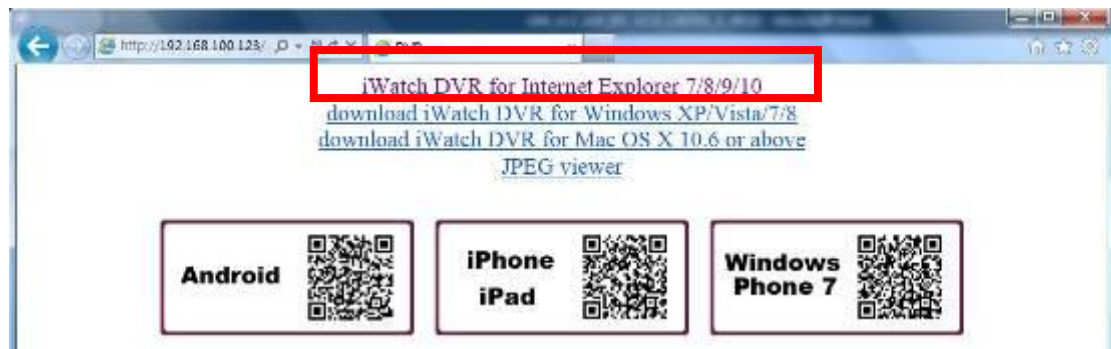 http://192.168.100.123/
iWatch DVR for Internet Explorer 7/8/9/10
download iWatch DVR for Windows XP/Vista/7/8
download iWatch DVR for Mac OS X 10.6 or above
JPEG viewer
Android
iPhone
iPad
Windows
Phone 7